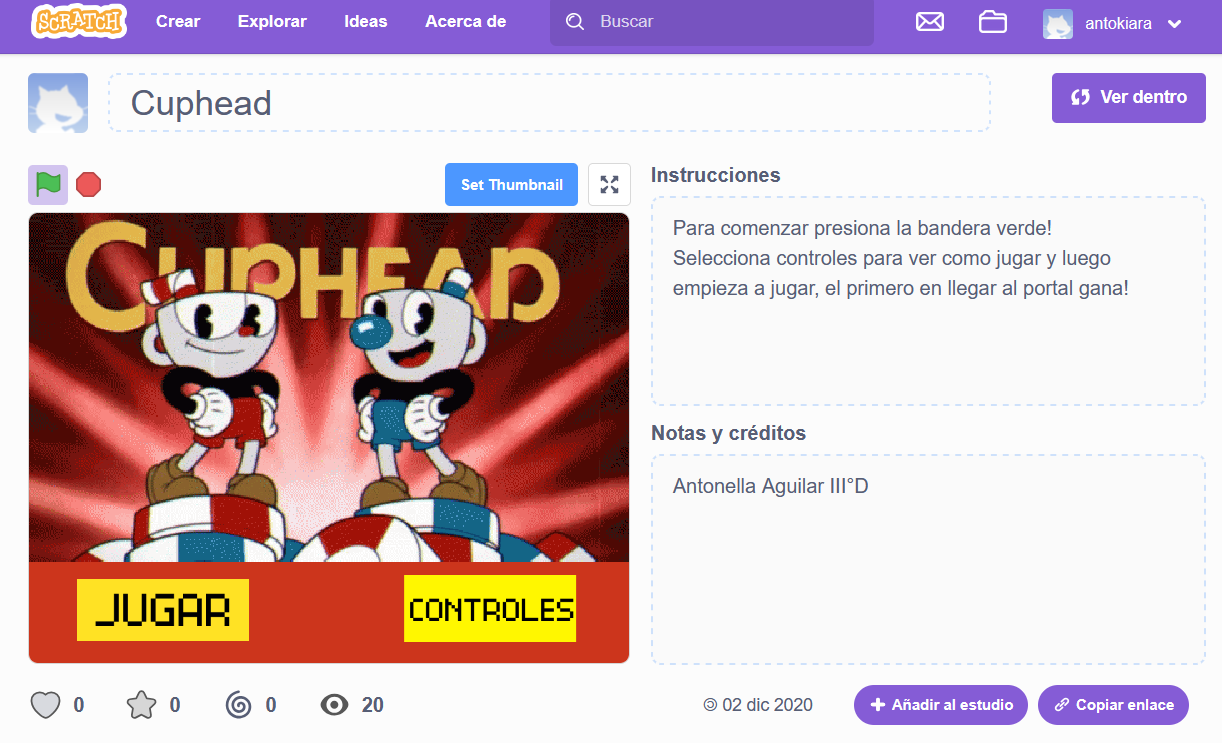 SCRATCH Crear Explorar Ideas Acerca de Buscar antokiara
Cuphead Ver dentro
Set Thumbnail
CUPHEAD
JUGAR CONTROLES
Instrucciones
Para comenzar presiona la bandera verde!
Selecciona controles para ver como jugar y luego
empieza a jugar, el primero en llegar al portal gana!
Notas y créditos
Antonella Aguilar III°D
0 0 0 20 02 dic 2020 Añadir al estudio Copiar enlace